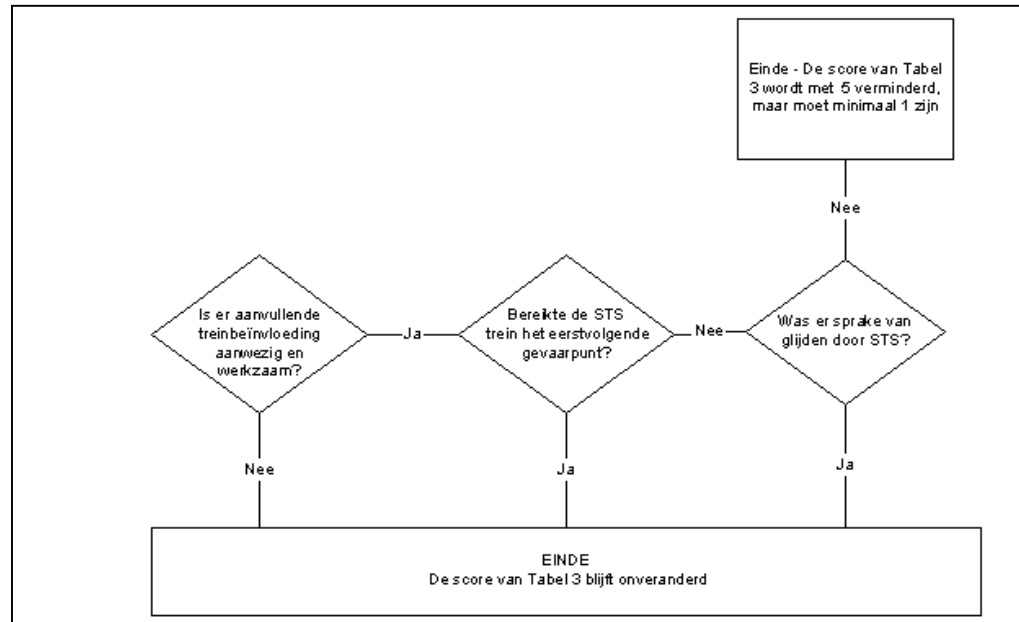 Einde - De score van Tabel
3 wordt met 5 verminderd,
maar moet minimaal 1 zijn
Nee
Is er aanvullende
treinbeïnvloeding
aanwezig en
werkzaam?
Ja
Bereikte de STS
trein het eerstvolgende
gevaarpunt?
Nee
Was er sprake van
glijden door STS?
Nee
Ja
Ja
EINDE
De score van Tabel 3 blijft onveranderd